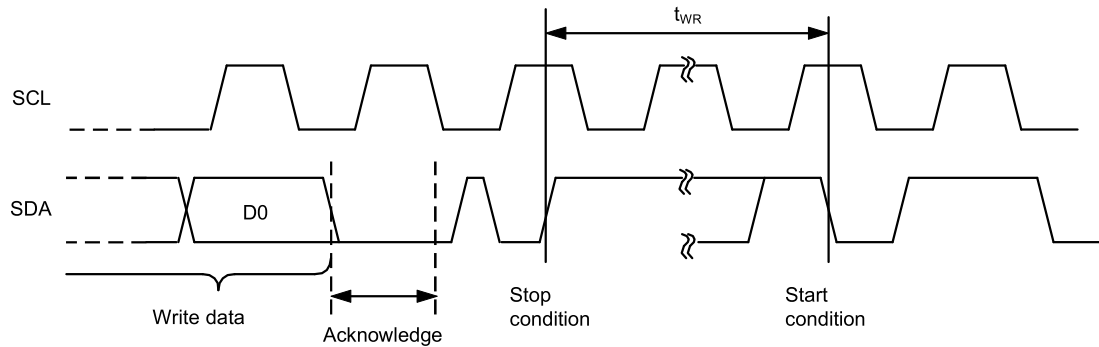 tWR
SCL
SDA
D0
Write data
Acknowledge
Stop
condition
Start
condition